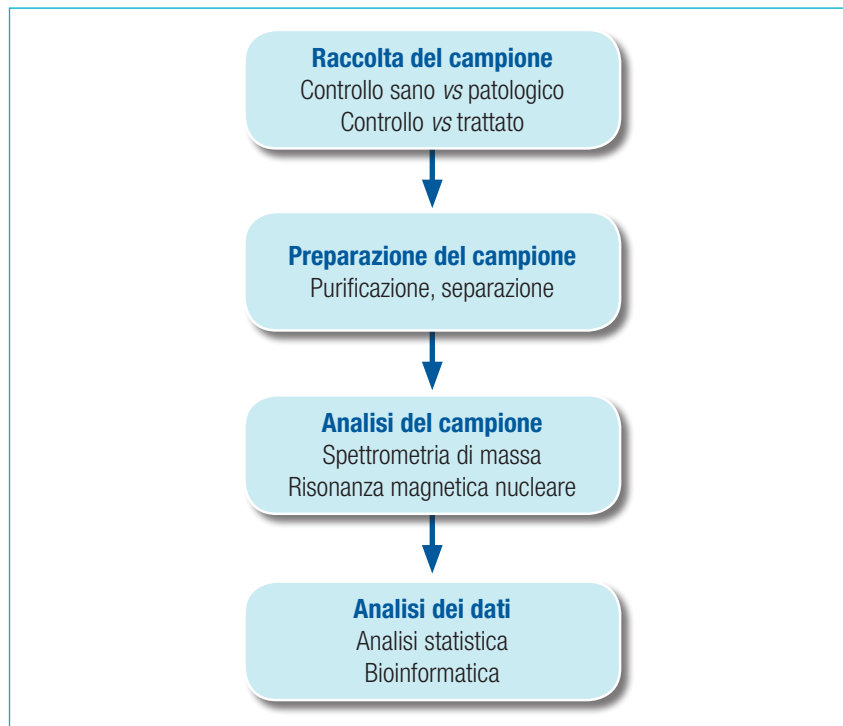 Raccolta del campione
Controllo sano vs patologico
Controllo vs trattato
Preparazione del campione
Purificazione, separazione
Analisi del campione
Spettrometria di massa
Risonanza magnetica nucleare
Analisi dei dati
Analisi statistica
Bioinformatica